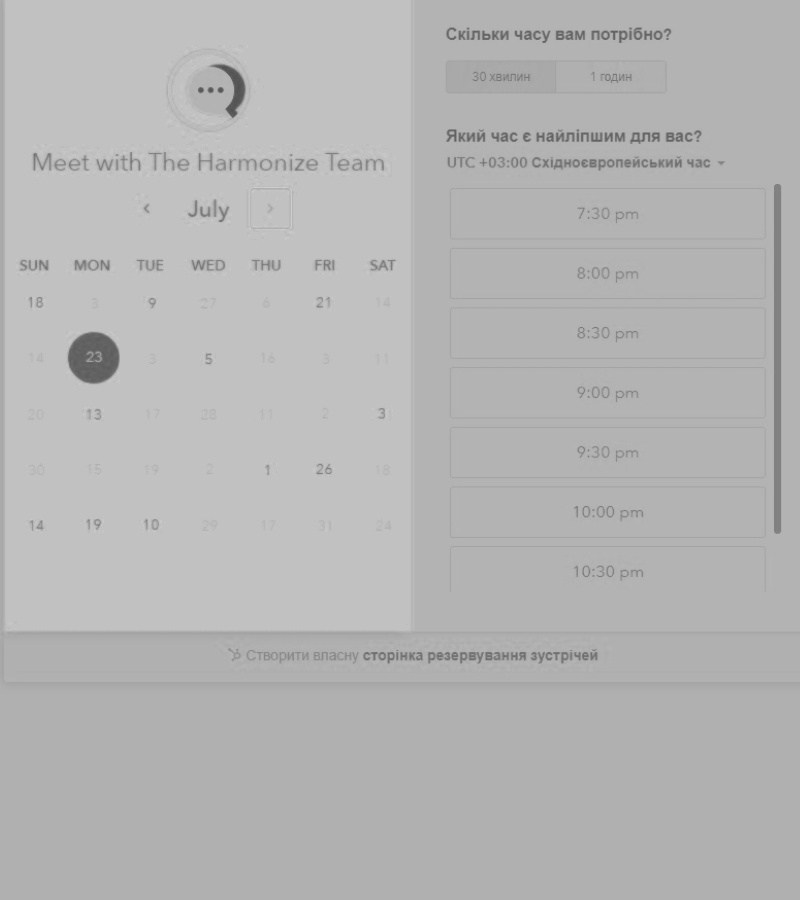 Meet with The Harmonize Team
July
SUN MON TUE WED THU FRI SAT
18 3 9 27 6 21 14
14 23 3 5 16 3 11
20 13 17 28 11 2 3
30 15 19 2 1 26 18
14 19 10 29 17 31 24
Скільки часу вам потрібно?
30 хвилин 1 годин
Який час є найліпшим для вас?
UTC +03:00 Східноєвропейський час
7:30 pm
8:00 pm
8:30 pm
9:00 pm
9:30 pm
10:00 pm
10:30 pm
Створити власну сторінка резервування зустрічей